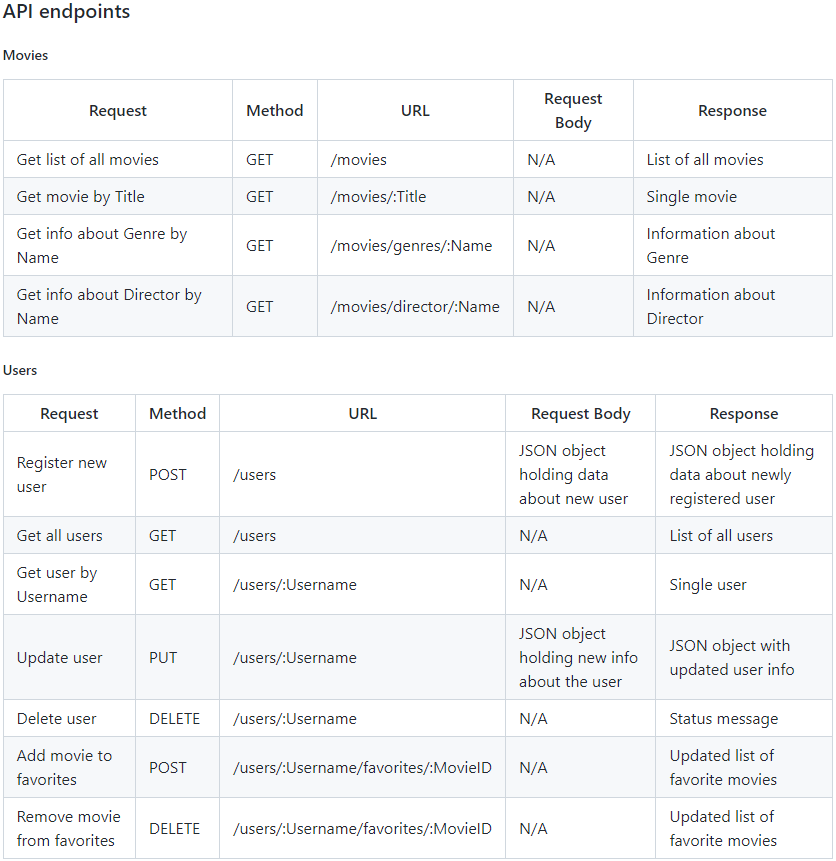 API endpoints
Movies
Request Method URL Request Body Response
Get list of all movies GET /movies N/A List of all movies
Get movie by Title GET /movies/:Title N/A Single movie
Get info about Genre by Name GET /movies/genres/:Name N/A Information about Genre
Get info about Director by Name GET /movies/director/:Name N/A Information about Director
Users
Request Method URL Request Body Response
Register new user POST /users JSON object holding data about new user JSON object holding data about newly registered user
Get all users GET /users N/A List of all users
Get user by Username GET /users/:Username N/A Single user
Update user PUT /users/:Username JSON object holding new info about the user JSON object with updated user info
Delete user DELETE /users/:Username N/A Status message
Add movie to favorites POST /users/:Username/favorites/:MovieID N/A Updated list of favorite movies
Remove movie from favorites DELETE /users/:Username/favorites/:MovieID N/A Updated list of favorite movies